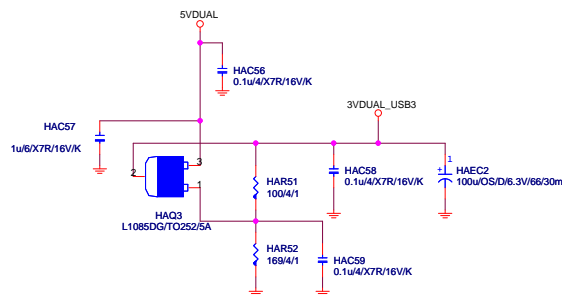 5VDUAL
HAC56
0.1u/4/X7R/16V/K
3VDUAL_USB3
HAC57
1u/6/X7R/16V/K
3
2
1
HAQ3
L1085DG/TO252/5A
HAR51
100/4/1
HAC58
0.1u/4/X7R/16V/K
1
+
HAEC2
100u/OS/D/6.3V/66/30m
HAR52
169/4/1
HAC59
0.1u/4/X7R/16V/K